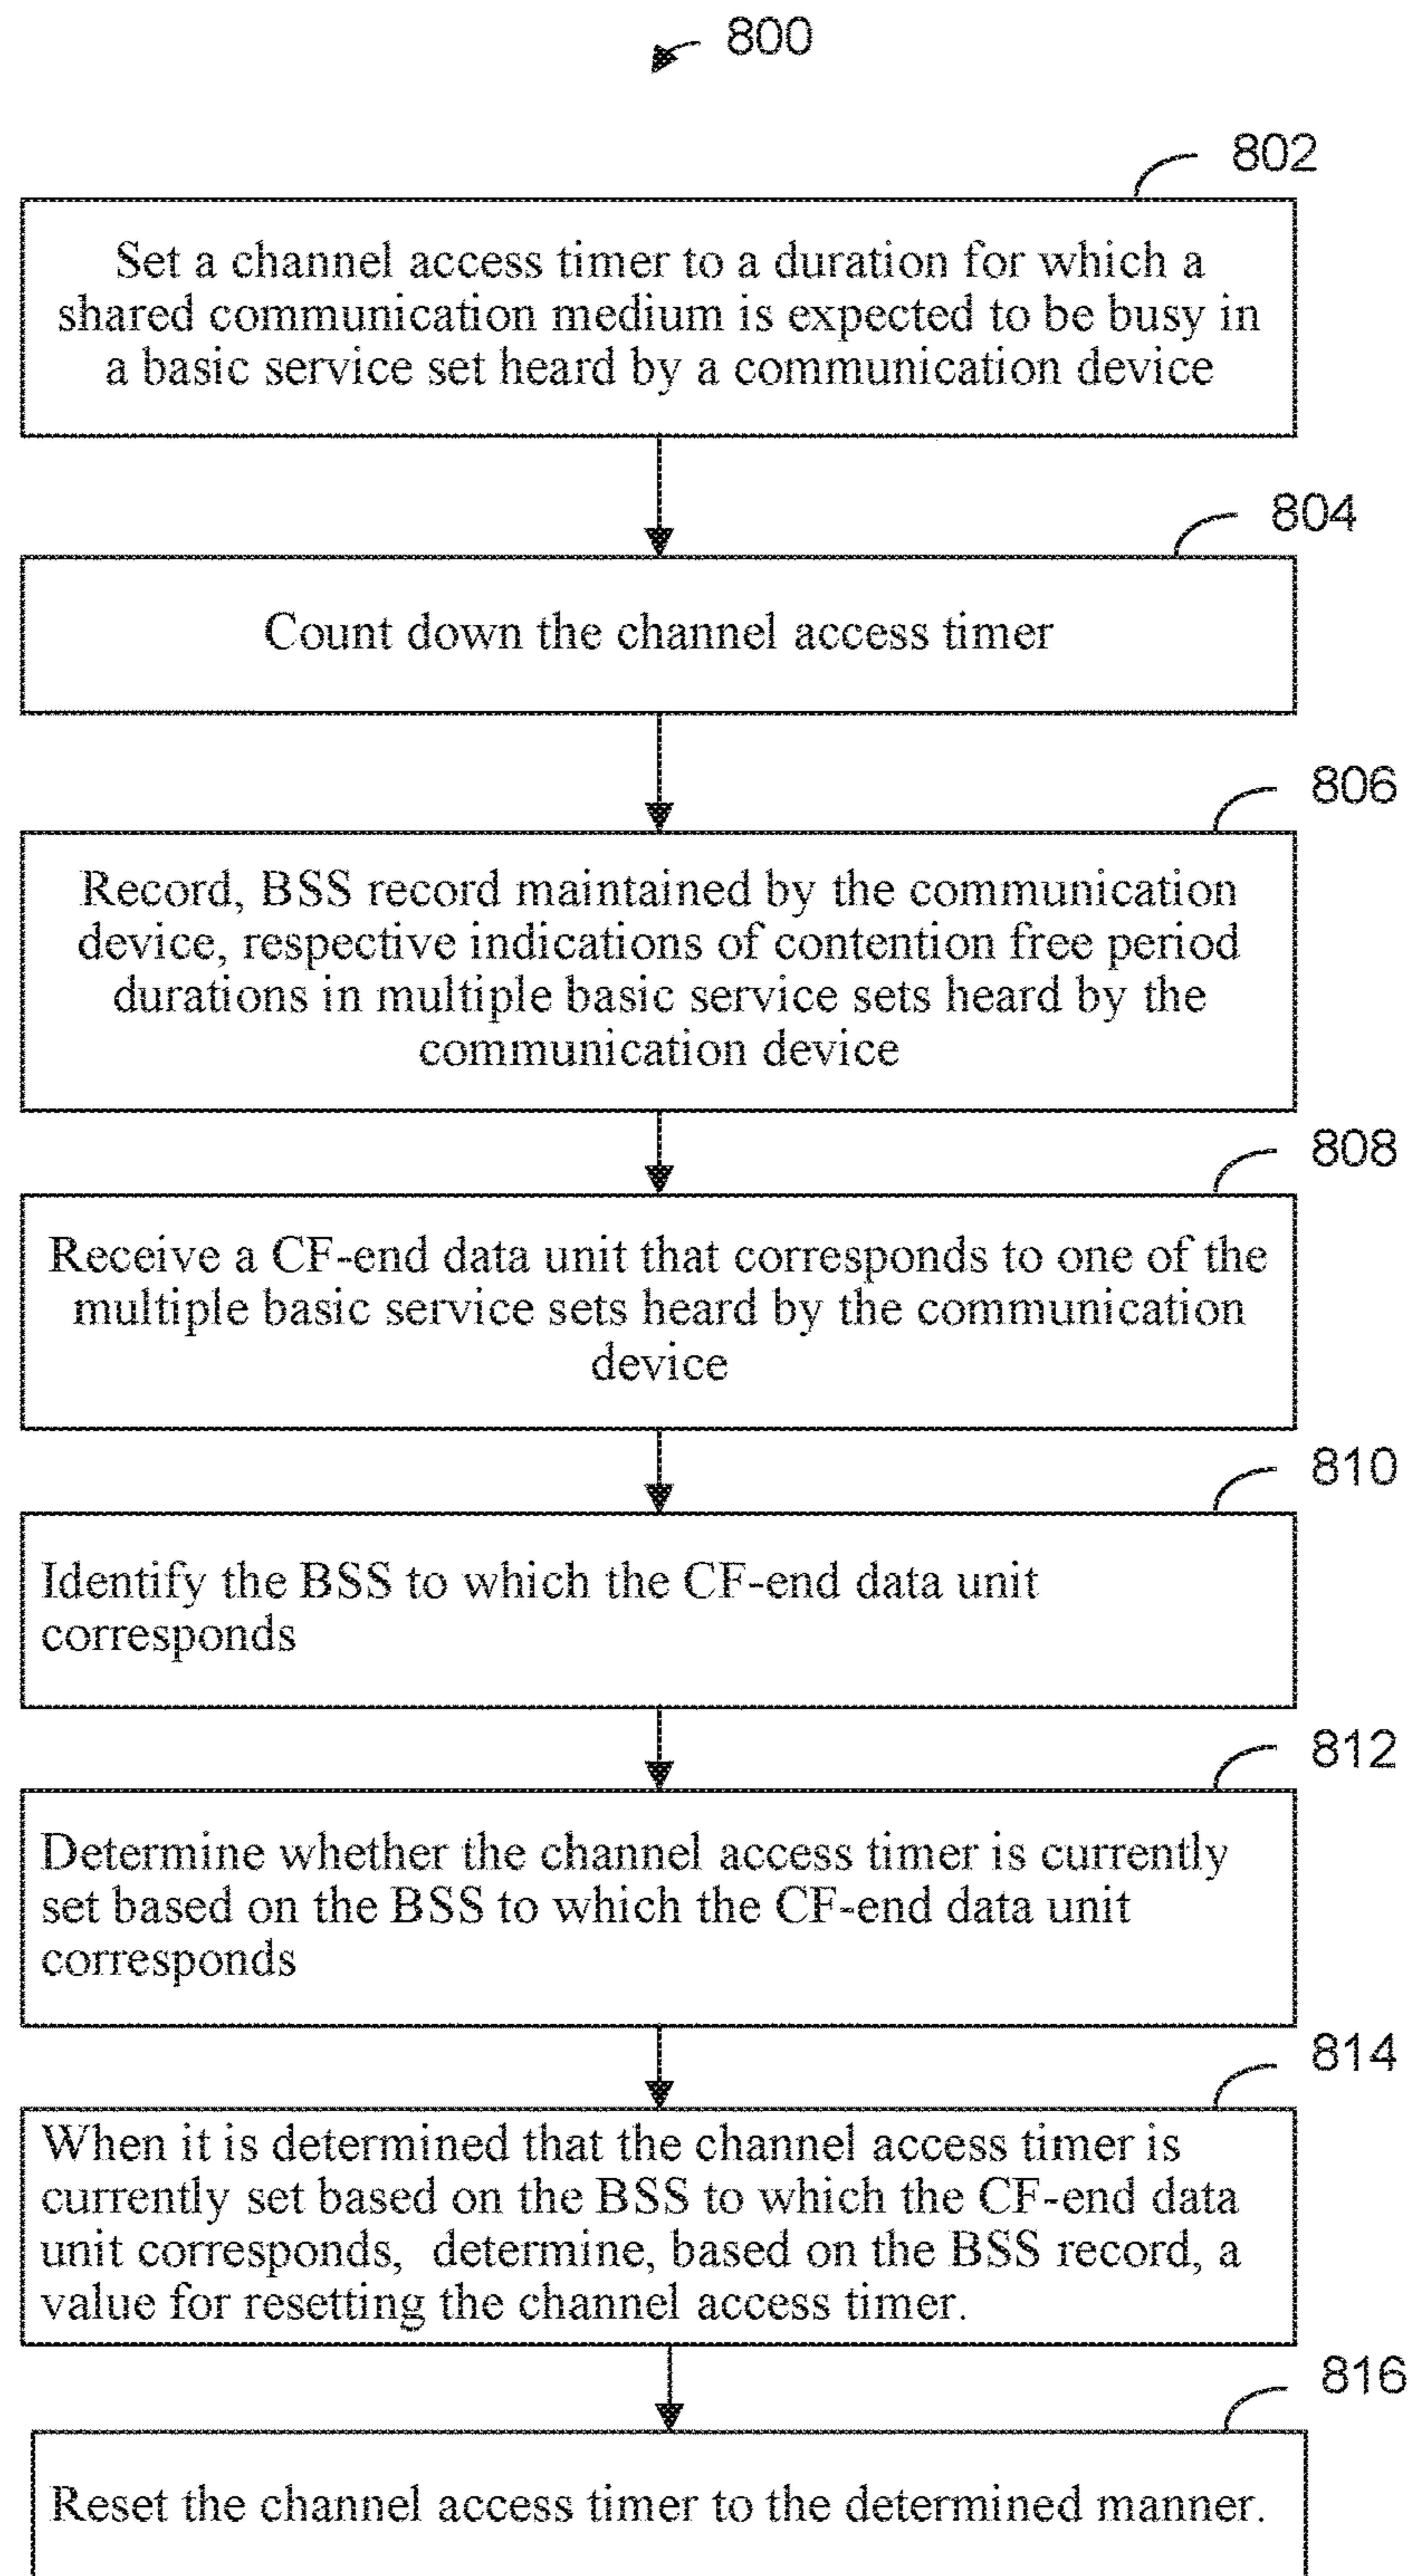 800
802
Set a channel access timer to a duration for which a
shared communication medium is expected to be busy in
a basic service set heard by a communication device
804
Count down the channel access timer
806
Record, BSS record maintained by the communication
device, respective indications of contention free period
durations in multiple basic service sets heard by the
communication device
808
Receive a CF-end data unit that corresponds to one of the
multiple basic service sets heard by the communication
device
810
Identify the BSS to which the CF-end data unit
corresponds
812
Determine whether the channel access timer is currently
set based on the BSS to which the CF-end data unit
corresponds
814
When it is determined that the channel access timer is
currently set based on the BSS to which the CF-end data
unit corresponds, determine, based on the BSS record, a
value for resetting the channel access timer.
816
Reset the channel access timer to the determined manner.